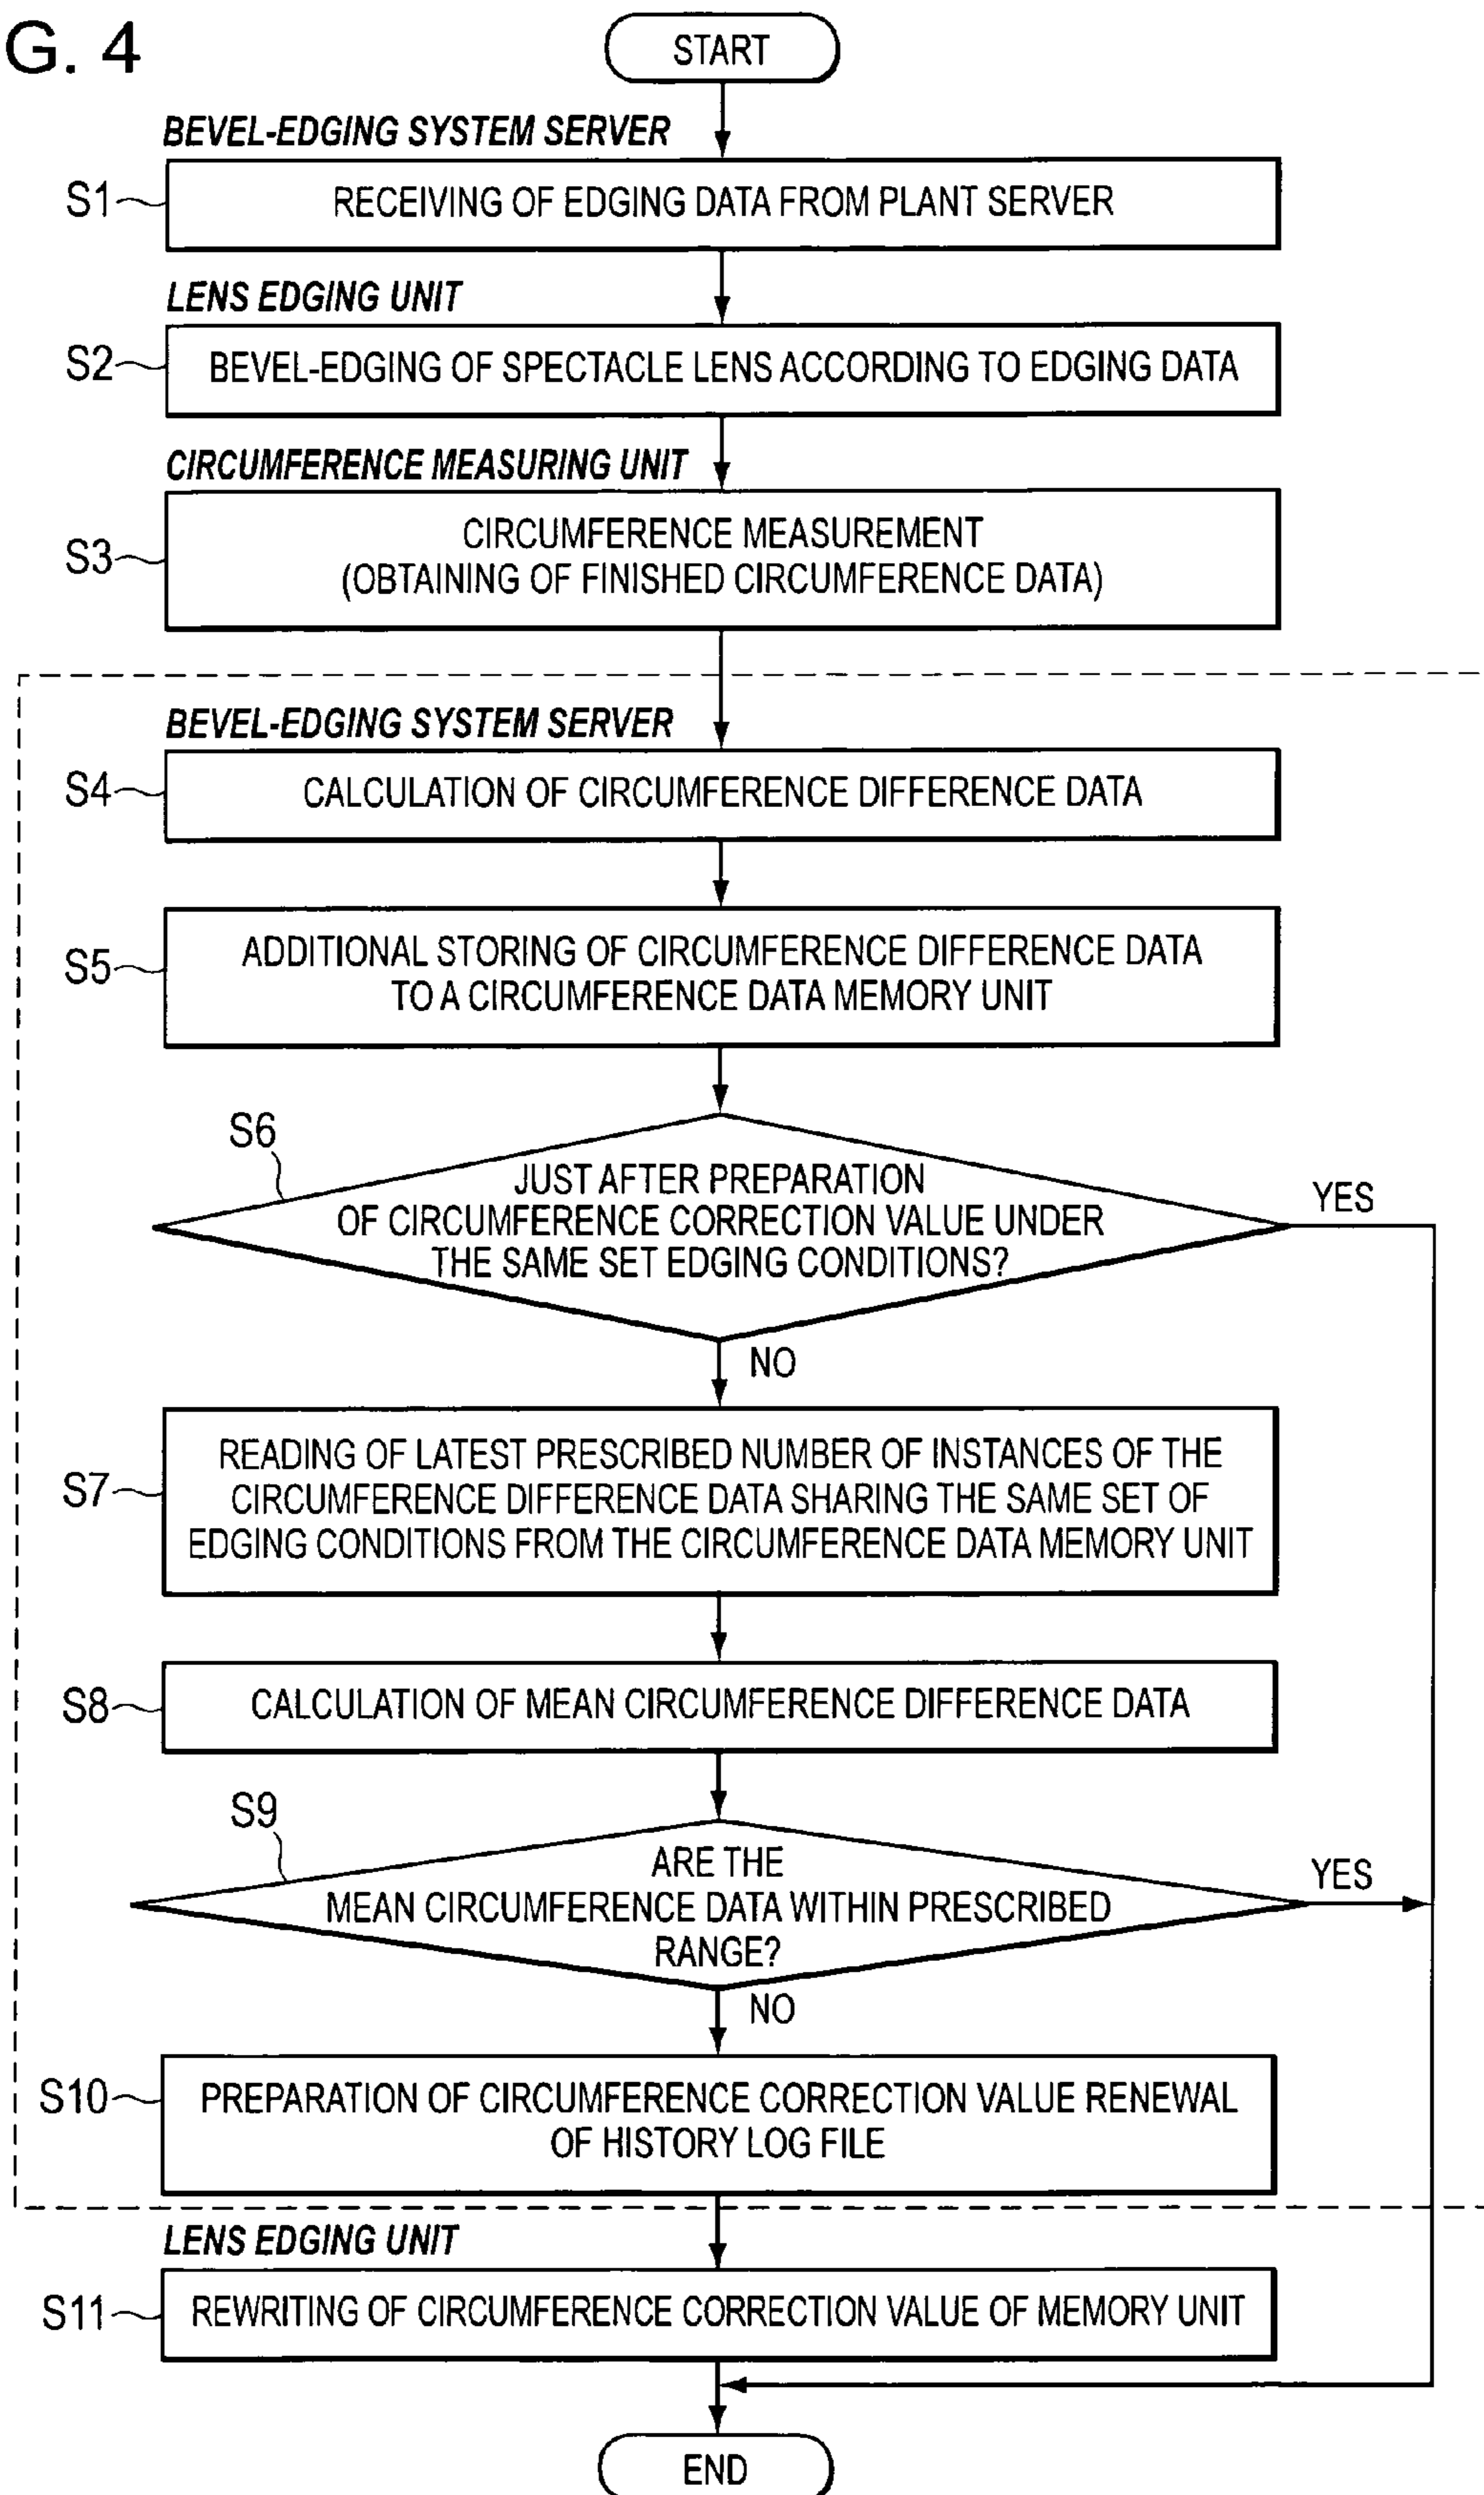 G. 4
START
BEVEL-EDGING SYSTEM SERVER
S1
RECEIVING OF EDGING DATA FROM PLANT SERVER
LENS EDGING UNIT
S2
BEVEL-EDGING OF SPECTACLE LENS ACCORDING TO EDGING DATA
CIRCUMFERENCE MEASURING UNIT
S3
CIRCUMFERENCE MEASUREMENT
(OBTAINING OF FINISHED CIRCUMFERENCE DATA)
BEVEL-EDGING SYSTEM SERVER
S4
CALCULATION OF CIRCUMFERENCE DIFFERENCE DATA
S5
ADDITIONAL STORING OF CIRCUMFERENCE DIFFERENCE DATA
TO A CIRCUMFERENCE DATA MEMORY UNIT
S6
JUST AFTER PREPARATION
OF CIRCUMFERENCE CORRECTION VALUE UNDER
THE SAME SET EDGING CONDITIONS?
YES
NO
S7
READING OF LATEST PRESCRIBED NUMBER OF INSTANCES OF THE
CIRCUMFERENCE DIFFERENCE DATA SHARING THE SAME SET OF
EDGING CONDITIONS FROM THE CIRCUMFERENCE DATA MEMORY UNIT
S8
CALCULATION OF MEAN CIRCUMFERENCE DIFFERENCE DATA
S9
ARE THE
MEAN CIRCUMFERENCE DATA WITHIN PRESCRIBED
RANGE?
YES
NO
S10
PREPARATION OF CIRCUMFERENCE CORRECTION VALUE RENEWAL
OF HISTORY LOG FILE
LENS EDGING UNIT
S11
REWRITING OF CIRCUMFERENCE CORRECTION VALUE OF MEMORY UNIT
END